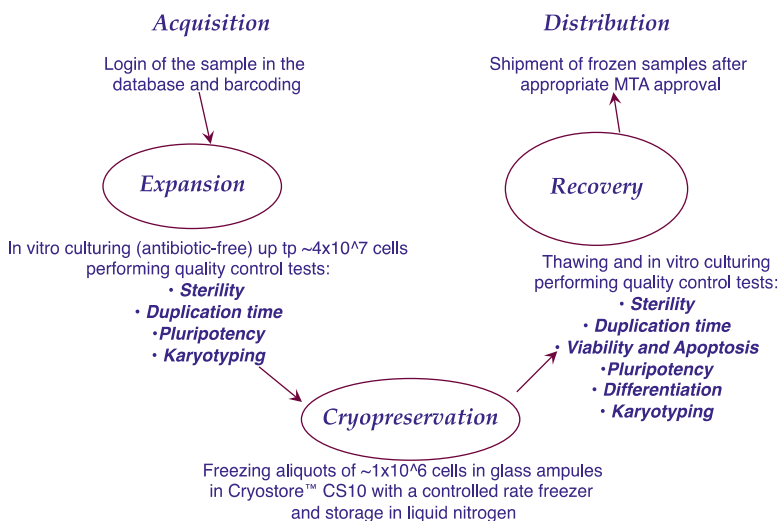 Acquisition
Login of the sample in the
database and barcoding
Expansion
In vitro culturing (antibiotic-free) up tp ~4x10^7 cells
performing quality control tests:
• Sterility
• Duplication time
•Pluripotency
• Karyotyping
Cryopreservation
Freezing aliquots of ~1x10^6 cells in glass ampules
in Cryostore™ CS10 with a controlled rate freezer
and storage in liquid nitrogen
Distribution
Shipment of frozen samples after
appropriate MTA approval
Recovery
Thawing and in vitro culturing
performing quality control tests:
• Sterility
• Duplication time
• Viability and Apoptosis
•Pluripotency
• Differentiation
• Karyotyping